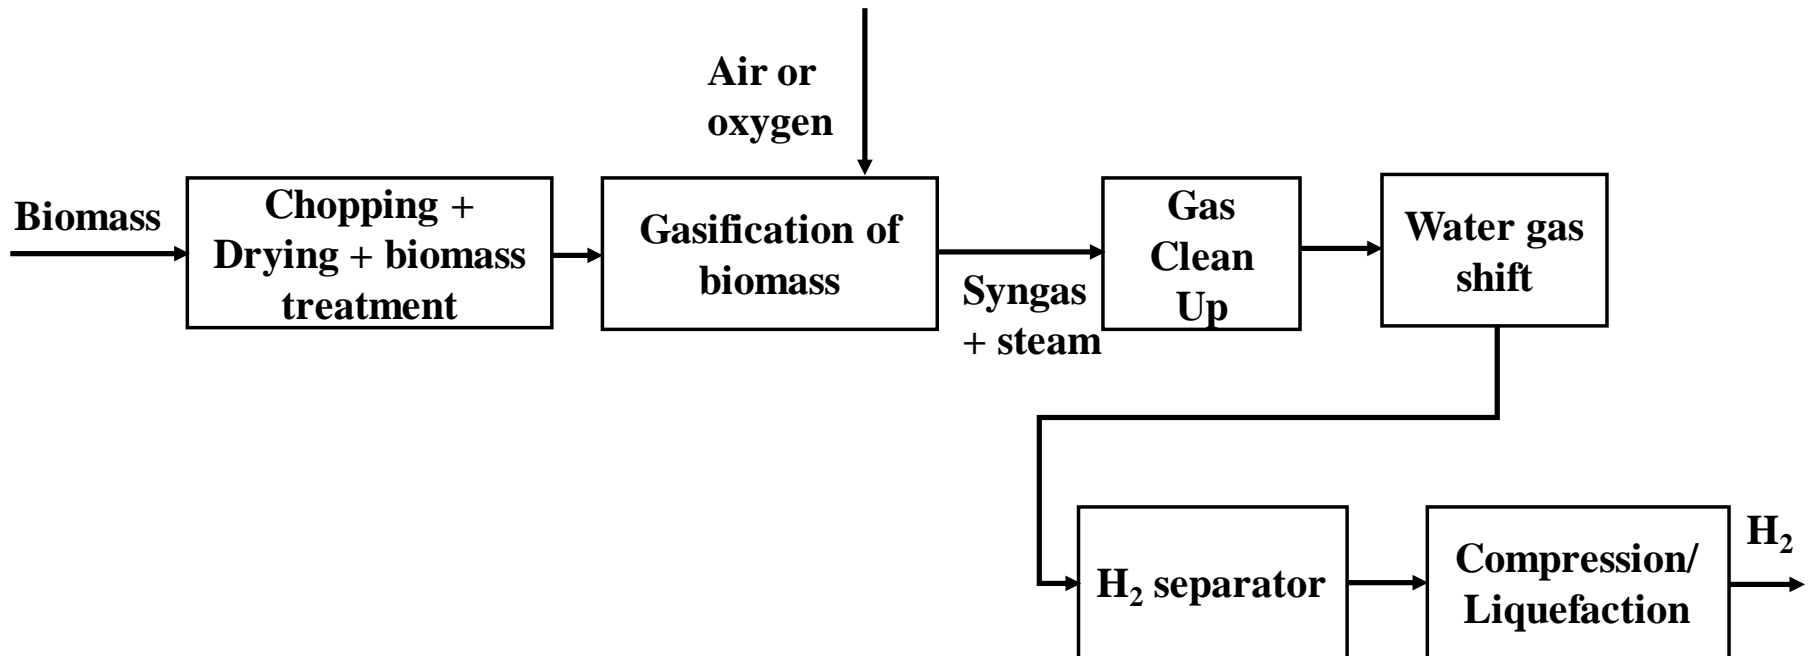 Air or
oxygen
Biomass
Chopping +
Drying + biomass
treatment
Gasification of
biomass
Syngas
+ steam
Gas
Clean
Up
Water gas
shift
H₂ separator
Compression/
Liquefaction
H₂